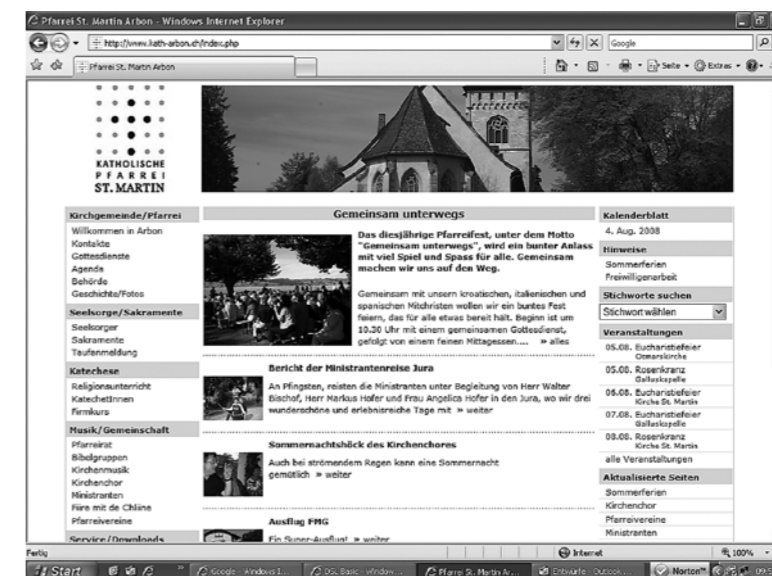 Pfarrei St. Martin Arbon - Windows Internet Explorer
http://www.kath-arbon.ch/index.php
Google
Pfarrei St. Martin Arbon
Seite
Extras
KATHOLISCHE
PFARREI
ST. MARTIN
Kirchgemeinde/Pfarrei
Willkommen in Arbon
Kontakte
Gottesdienste
Agenda
Behörde
Geschichte/Fotos
Seelsorge/Sakramente
Seelsorger
Sakramente
Taufanmeldung
Katechese
Religionsunterricht
KatechetInnen
Firmkurs
Musik/Gemeinschaft
Pfarreirat
Bibelgruppen
Kirchenmusik
Kirchenchor
Ministranten
Fiire mit de Chliine
Pfarreivereine
Service/Downloads
Gemeinsam unterwegs
Das diesjährige Pfarreifest, unter dem Motto
"Gemeinsam unterwegs", wird ein bunter Anlass
mit viel Spiel und Spass für alle. Gemeinsam
machen wir uns auf den Weg.
Gemeinsam mit unsern kroatischen, italienischen und
spanischen Mitchristen wollen wir ein buntes Fest
feiern, das für alle etwas bereit hält. Beginn ist um
10.30 Uhr mit einem gemeinsamen Gottesdienst,
gefolgt von einem feinen Mittagessen.... » alles
Bericht der Ministrantenreise Jura
An Pfingsten, reisten die Ministranten unter Begleitung von Herr Walter
Bischof, Herr Markus Hofer und Frau Angelica Hofer in den Jura, wo wir drei
wunderschöne und erlebnisreiche Tage mit » weiter
Sommernachtshöck des Kirchenchores
Auch bei strömendem Regen kann eine Sommernacht
gemütlich » weiter
Ausflug FMG
Ein Super-Ausflug! » weiter
Kalenderblatt
4. Aug. 2008
Hinweise
Sommerferien
Freiwilligenarbeit
Stichworte suchen
Stichwort wählen
Veranstaltungen
05.08. Eucharistiefeier
Otmarskirche
05.08. Rosenkranz
Galluskapelle
06.08. Eucharistiefeier
Kirche St. Martin
07.08. Eucharistiefeier
Galluskapelle
08.08. Rosenkranz
Kirche St. Martin
alle Veranstaltungen
Aktualisierte Seiten
Sommerferien
Kirchenchor
Pfarreivereine
Ministranten
Fertig
Internet
100%
Start
Google - Windows I...
DSL Basic - Window...
Pfarrei St. Martin Ar...
Entwürfe - Outlook...
Norton™